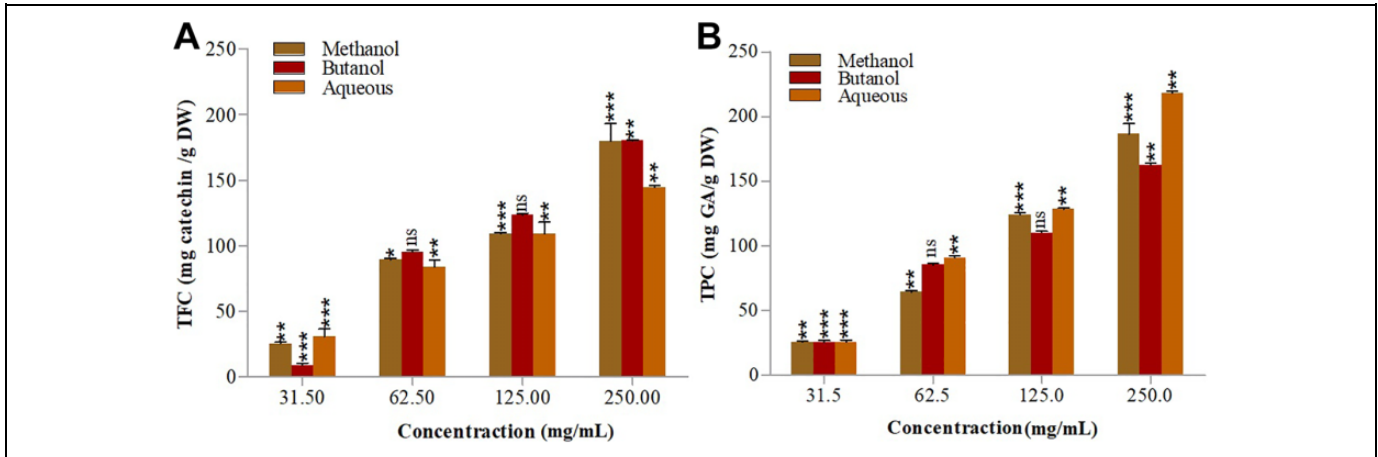 A
TFC (mg catechin /g DW)
250
200
150
100
50
0
Methanol
Butanol
Aqueous
**
***
***
*
ns
**
***
ns
**
***
**
**
31.50 62.50 125.00 250.00
Concentraction (mg/mL)
B
TPC (mg GA/g DW)
250
200
150
100
50
0
Methanol
Butanol
Aqueous
**
***
***
**
ns
**
***
ns
**
***
**
**
31.5 62.5 125.0 250.0
Concentraction(mg/mL)